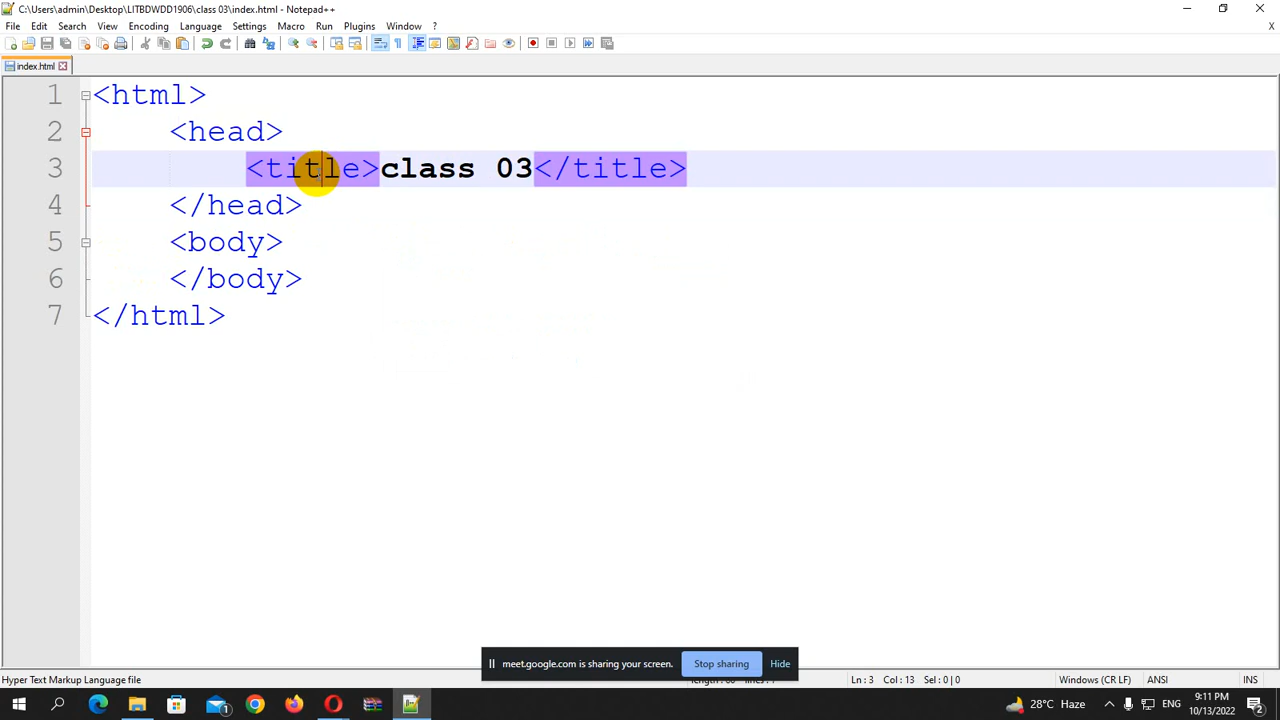 C:\Users\admin\Desktop\LITBDWDD1906\class 03\index.html - Notepad++
File Edit Search View Encoding Language Settings Macro Run Plugins Window ?
index.html
1 <html>
2 <head>
3 <title>class 03</title>
4 </head>
5 <body>
6 </body>
7 </html>
meet.google.com is sharing your screen. Stop sharing Hide
Hyper Text Markup Language file Ln : 3 Col : 13 Sel : 0 | 0 Windows (CR LF) ANSI INS
28°C Haze ENG 9:11 PM
10/13/2022